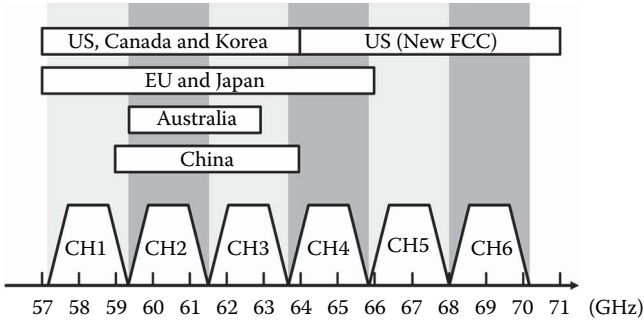 US, Canada and Korea US (New FCC)
EU and Japan
Australia
China
CH1 CH2 CH3 CH4 CH5 CH6
57 58 59 60 61 62 63 64 65 66 67 68 69 70 71 (GHz)